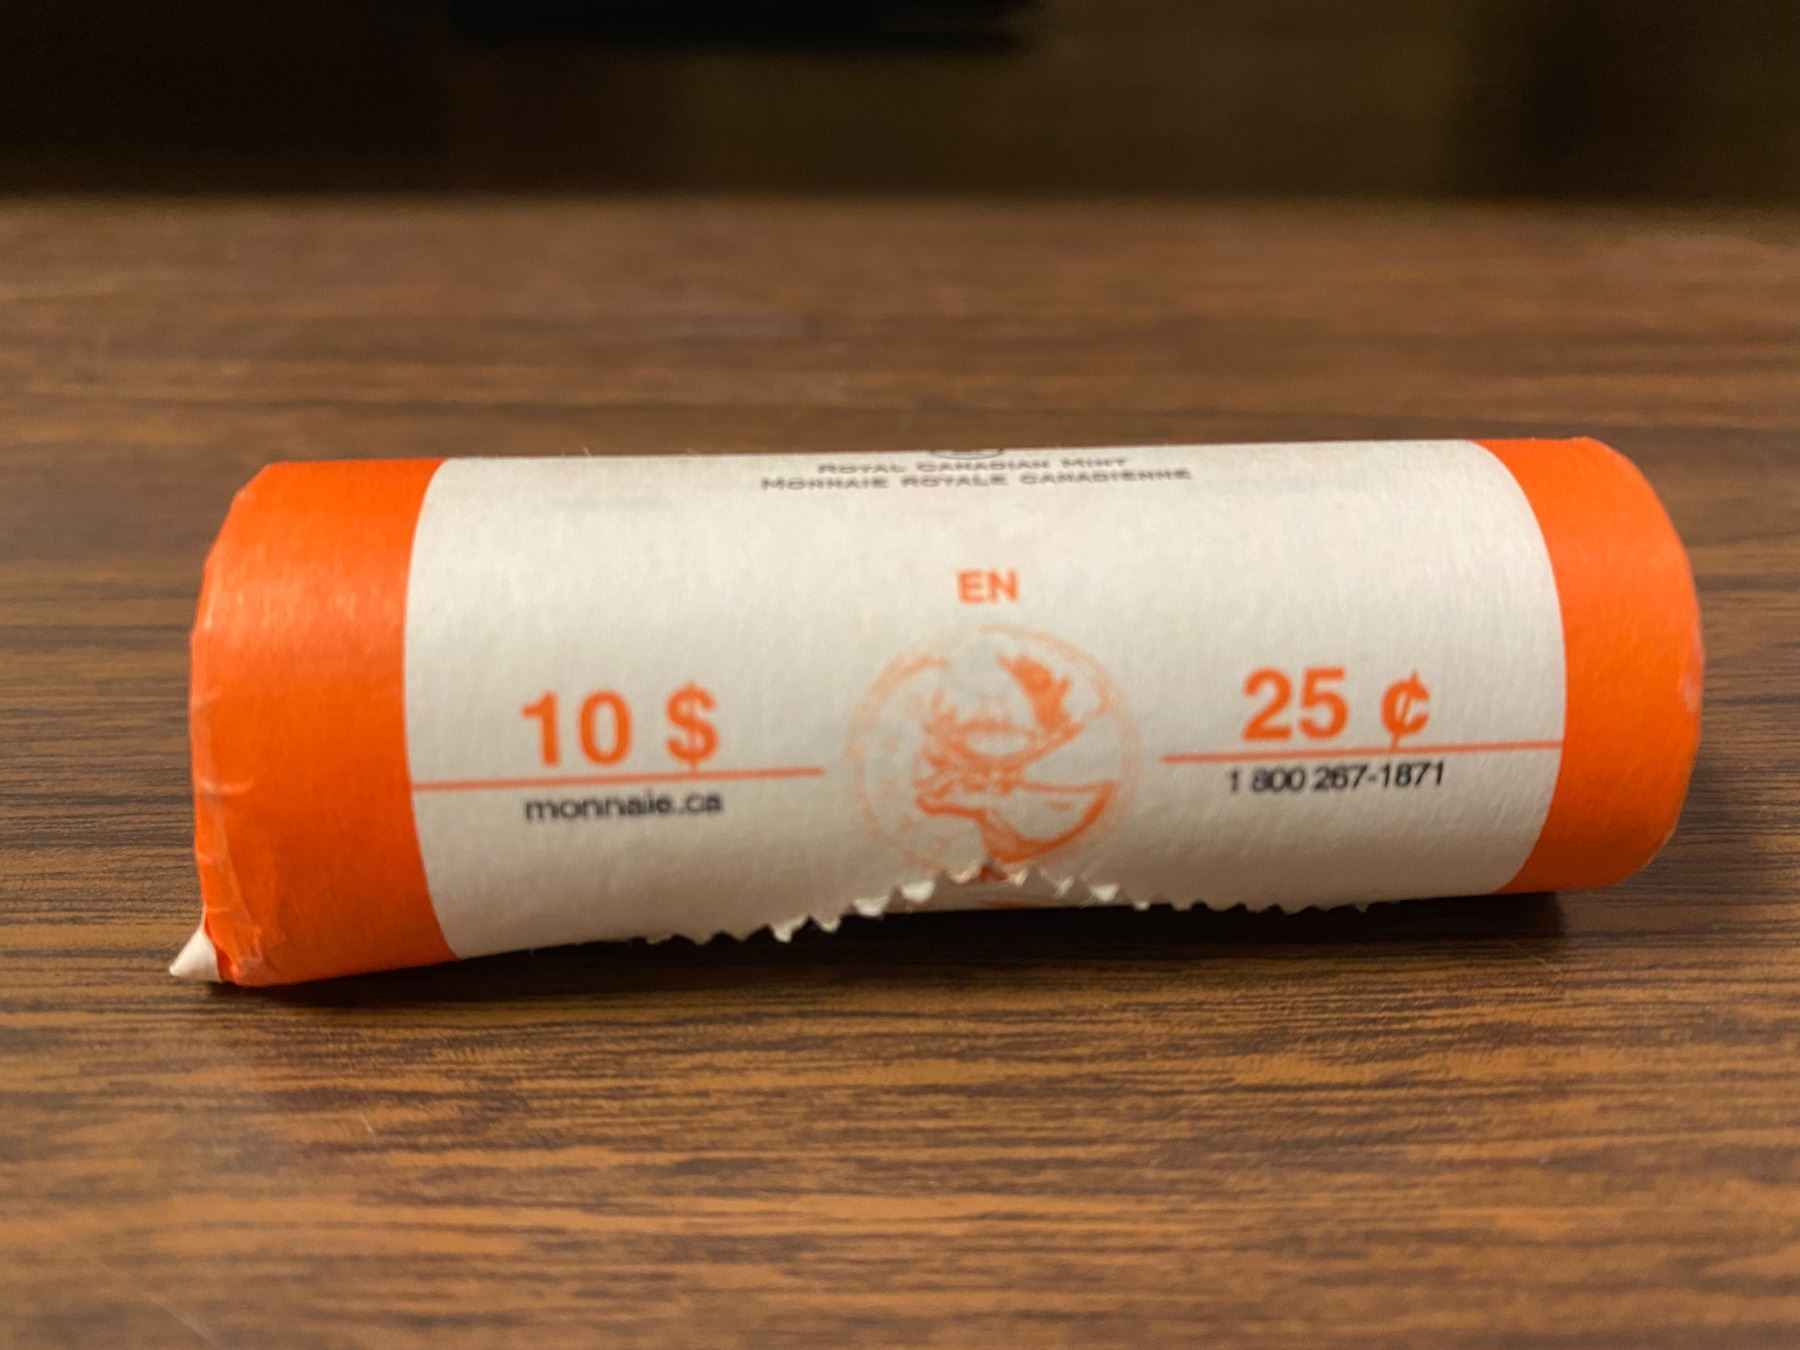 ROYAL CANADIAN MINT
MONNAIE ROYALE CANADIENNE
EN
10 $
monnaie.ca
25 ¢
1 800 267-1871